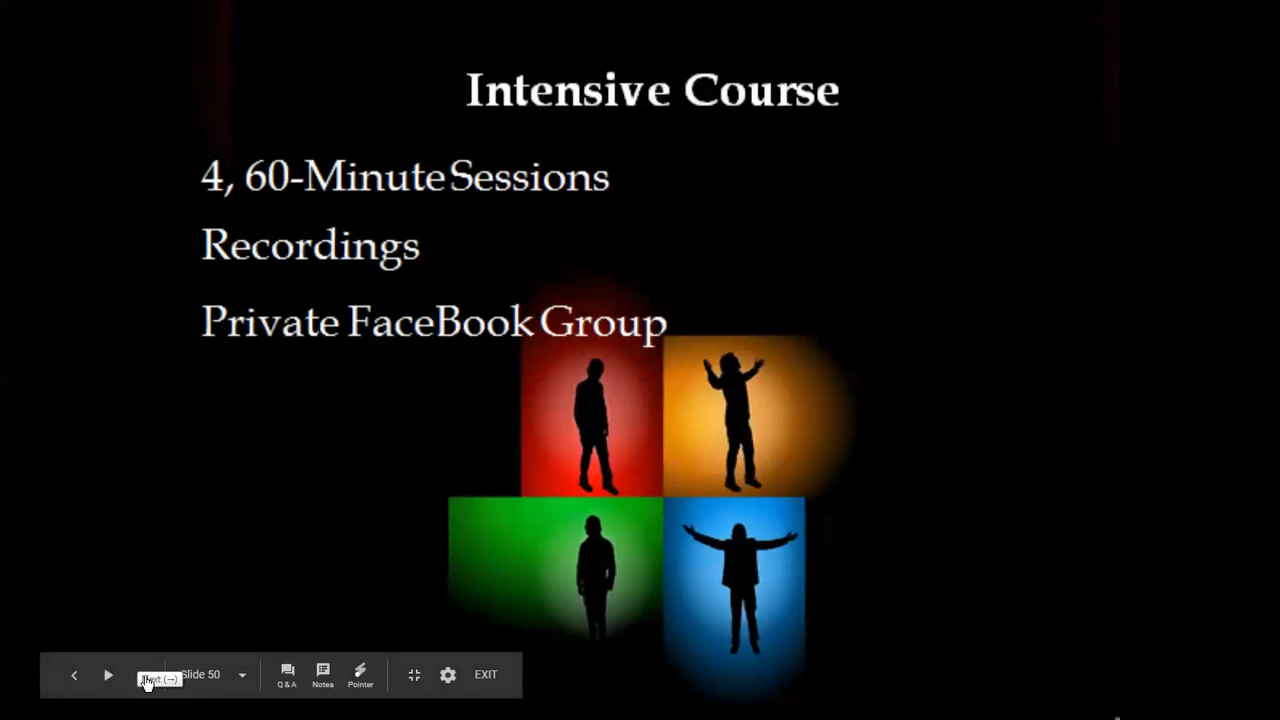 Intensive Course
4, 60-Minute Sessions
Recordings
Private FaceBook Group
Slide 50
Q & A
Notes
Pointer
EXIT